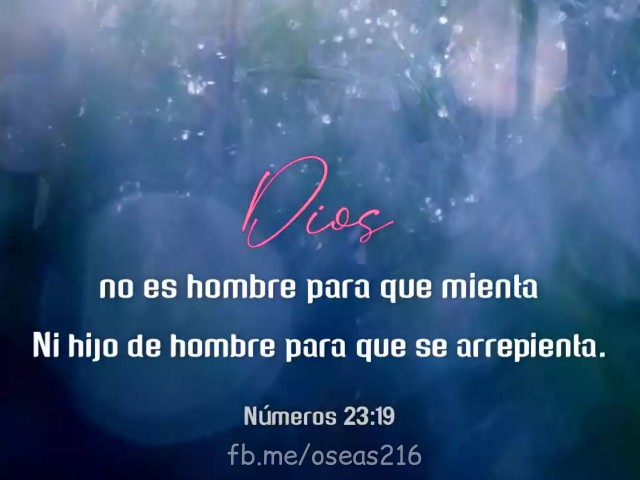 Dios
no es hombre para que mienta
Ni hijo de hombre para que se arrepienta.
Números 23:19
fb.me/oseas216